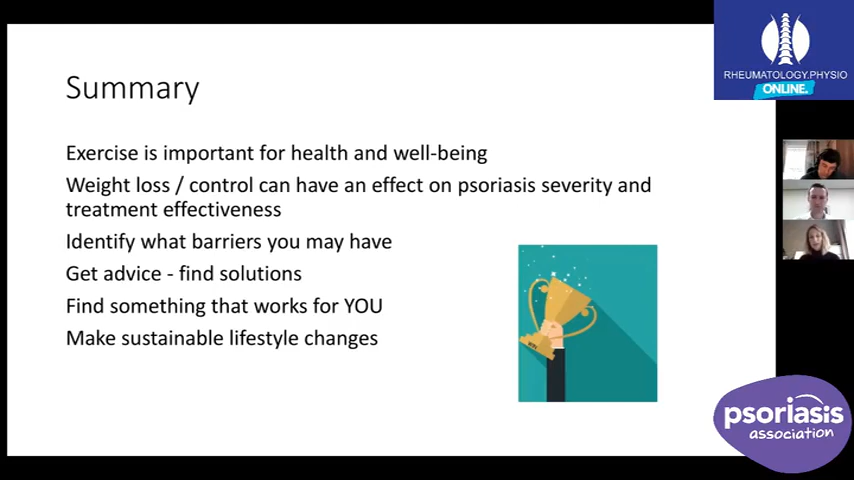 Summary
Exercise is important for health and well-being
Weight loss / control can have an effect on psoriasis severity and
treatment effectiveness
Identify what barriers you may have
Get advice - find solutions
Find something that works for YOU
Make sustainable lifestyle changes
RHEUMATOLOGY.PHYSIO
ONLINE.
psoriasis
association